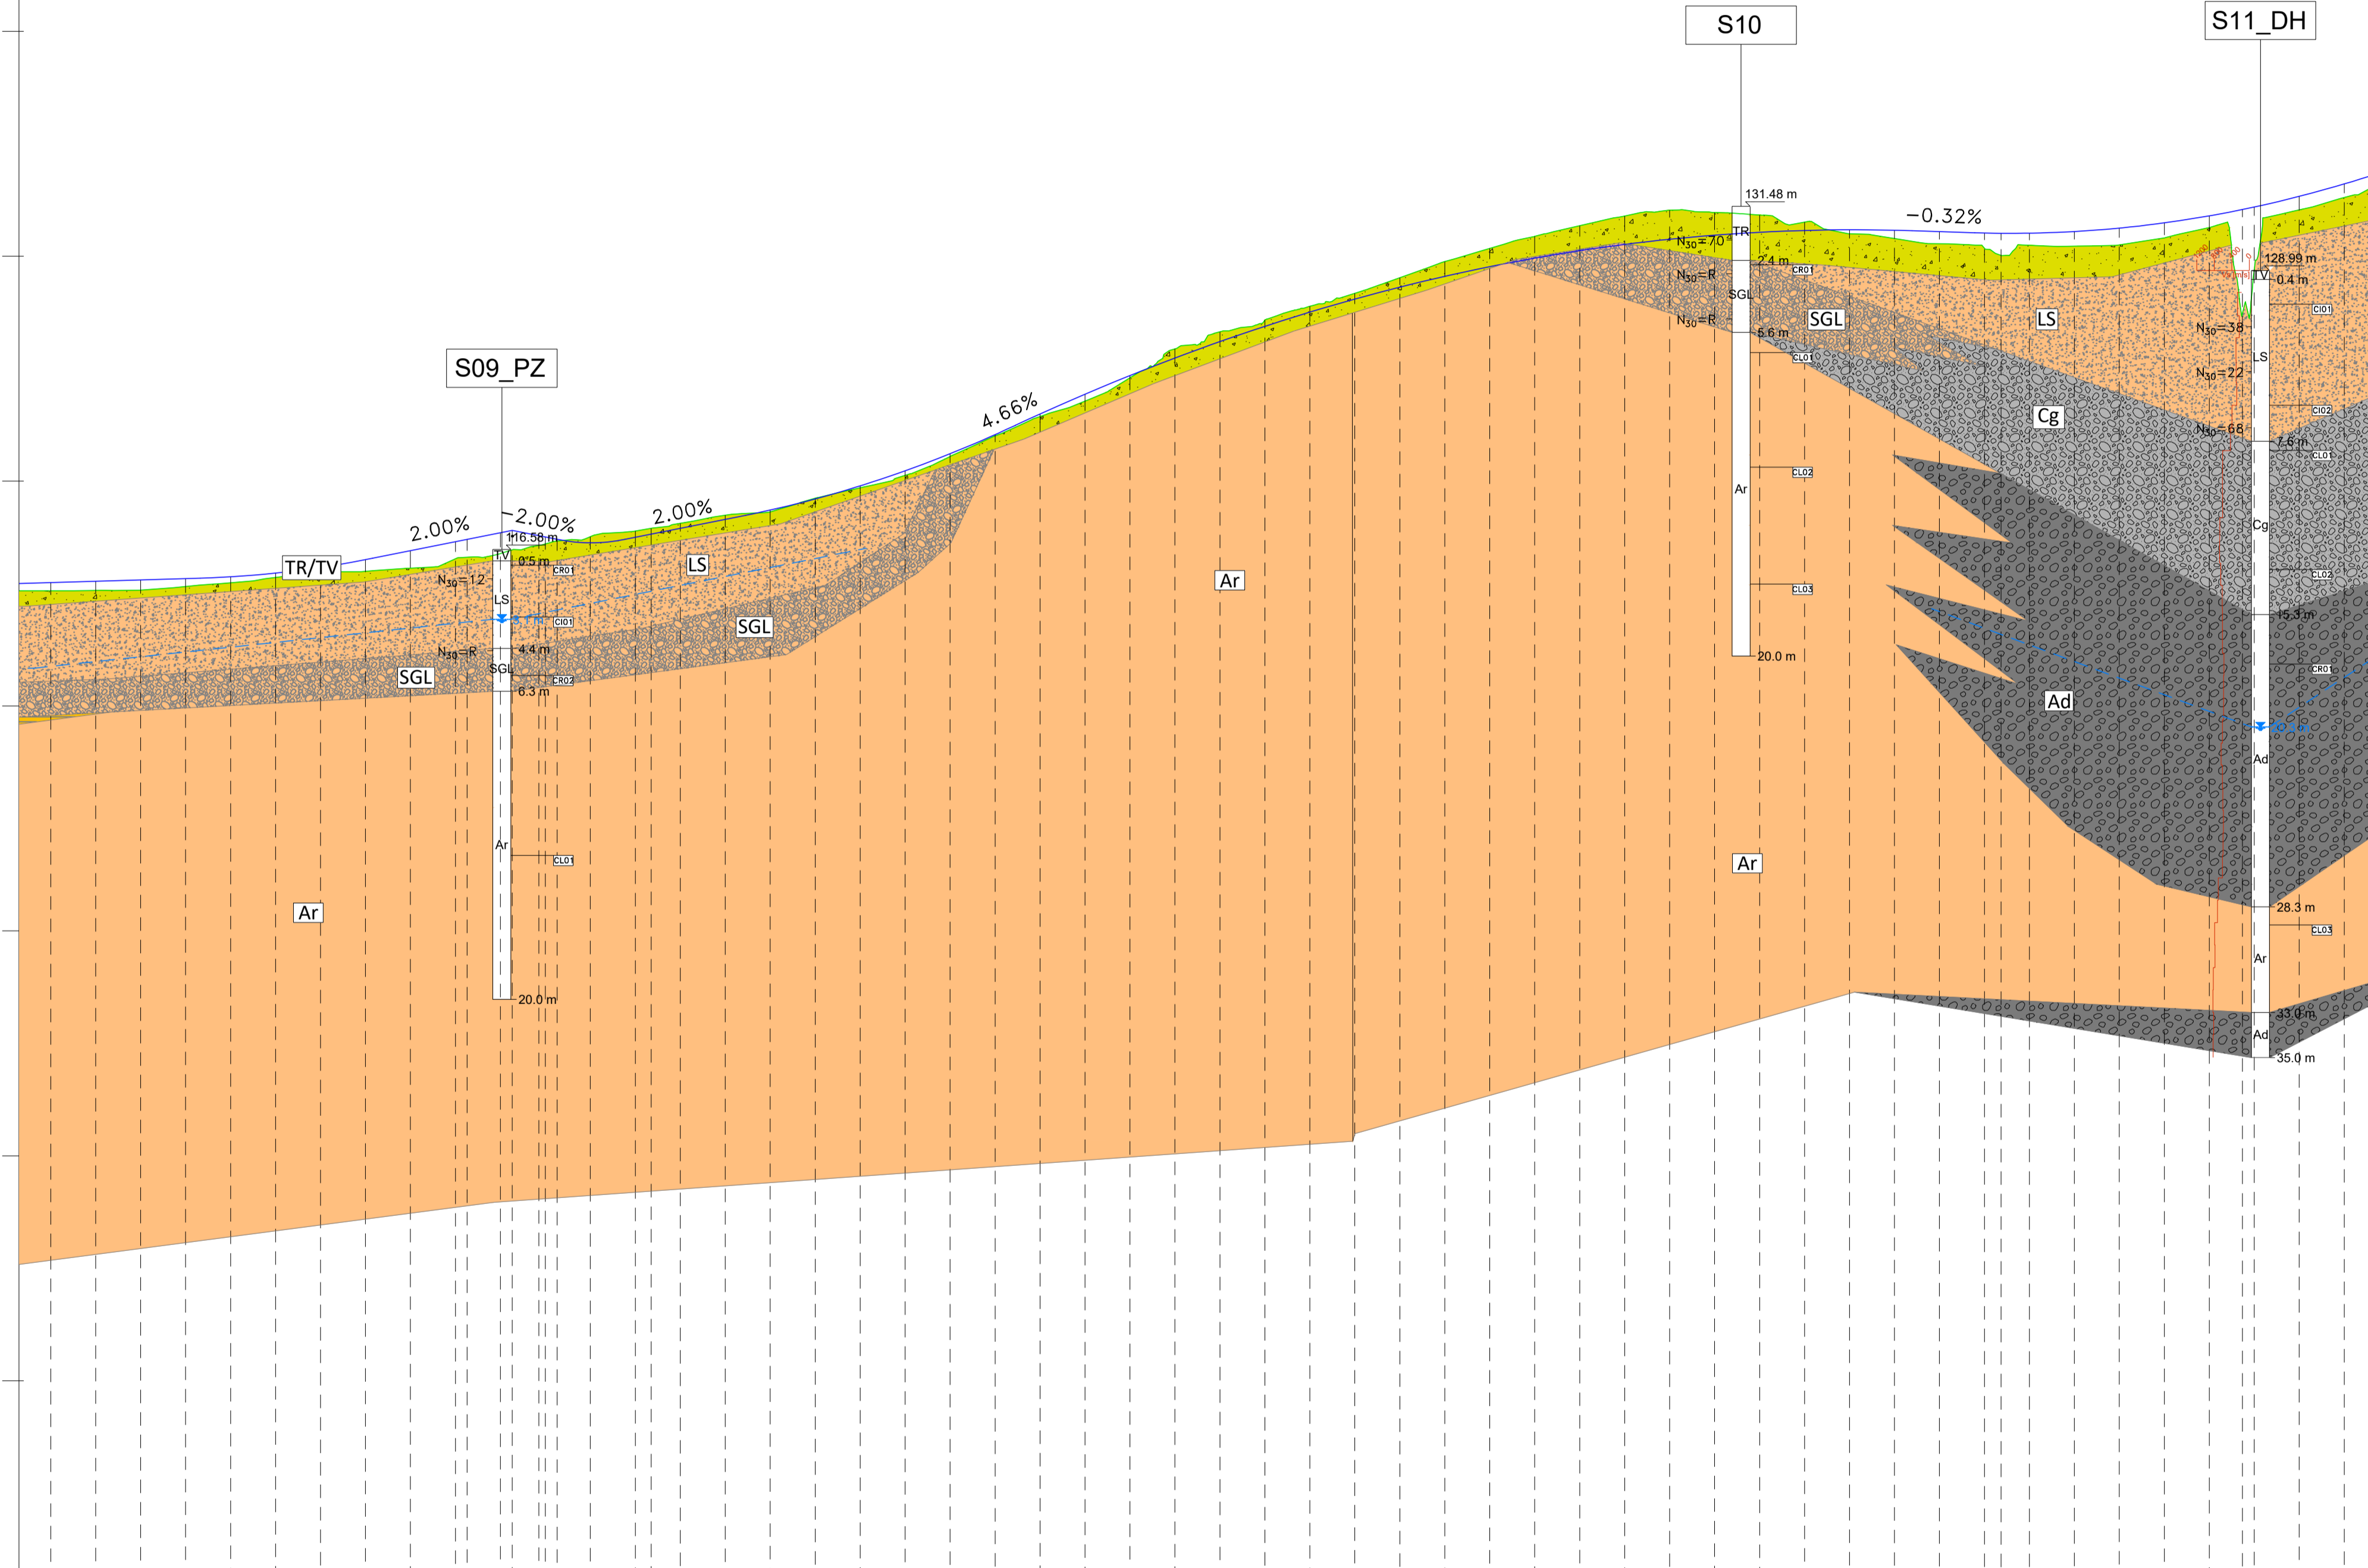 S10
S11_DH
131.48 m
TR
N30=70
2.4 m
CR01
N30=R
SGL
N30=R
5.6 m
CL01
CL02
Ar
CL03
20.0 m
-0.32%
128.99 m
TV
0.4 m
CI01
N30=38
LS
N30=22
CI02
N30=68
7.6 m
CL01
Cg
CL02
15.3 m
CR01
Ad
28.3 m
CL03
Ar
33.0 m
Ad
35.0 m
SGL
LS
Cg
Ad
Ar
S09_PZ
4.66%
2.00%
-2.00%
2.00%
116.58 m
TV
0.5 m
CR01
N30=12
LS
CI01
N30=R
4.4 m
SGL
CR02
6.3 m
Ar
CL01
20.0 m
TR/TV
LS
SGL
SGL
Ar
Ar